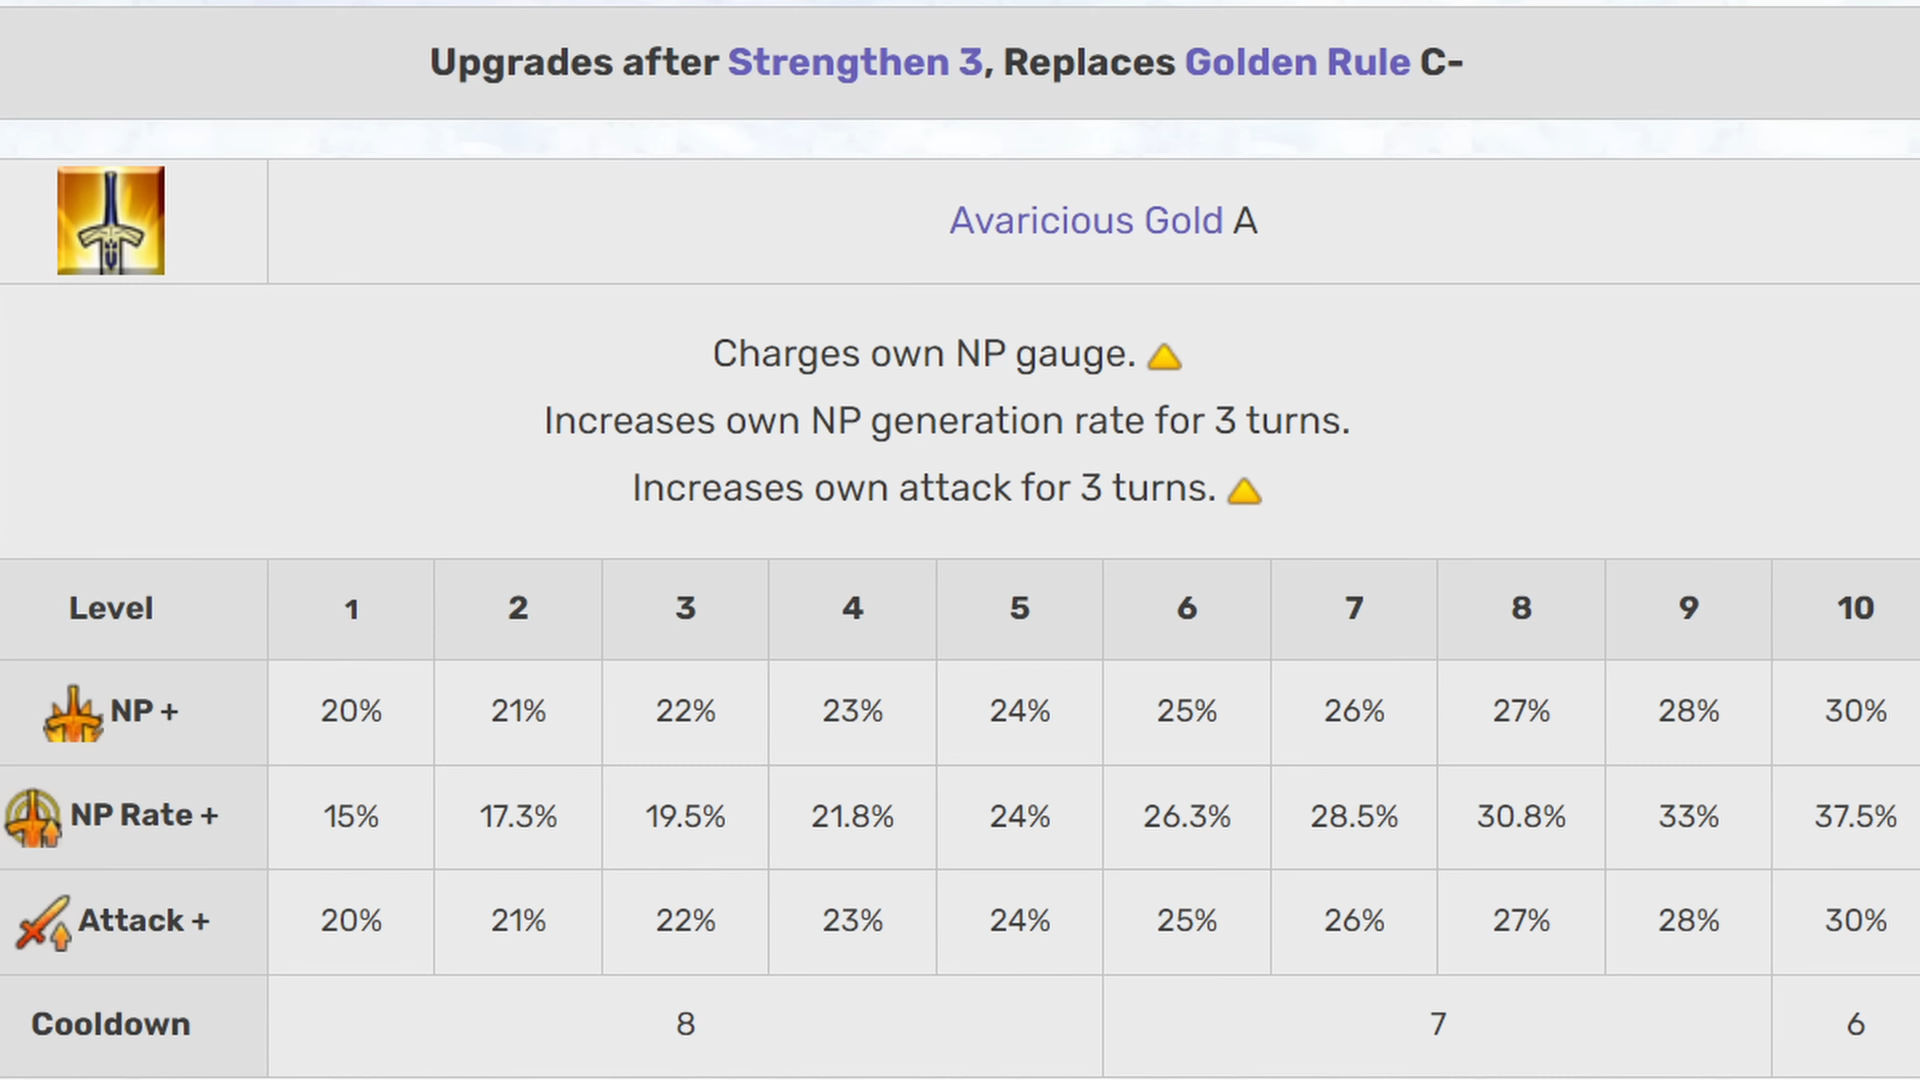 Upgrades after Strengthen 3, Replaces Golden Rule C-
Avaricious Gold A
Charges own NP gauge.
Increases own NP generation rate for 3 turns.
Increases own attack for 3 turns.
Level 1 2 3 4 5 6 7 8 9 10
NP + 20% 21% 22% 23% 24% 25% 26% 27% 28% 30%
NP Rate + 15% 17.3% 19.5% 21.8% 24% 26.3% 28.5% 30.8% 33% 37.5%
Attack + 20% 21% 22% 23% 24% 25% 26% 27% 28% 30%
Cooldown 8 7 6